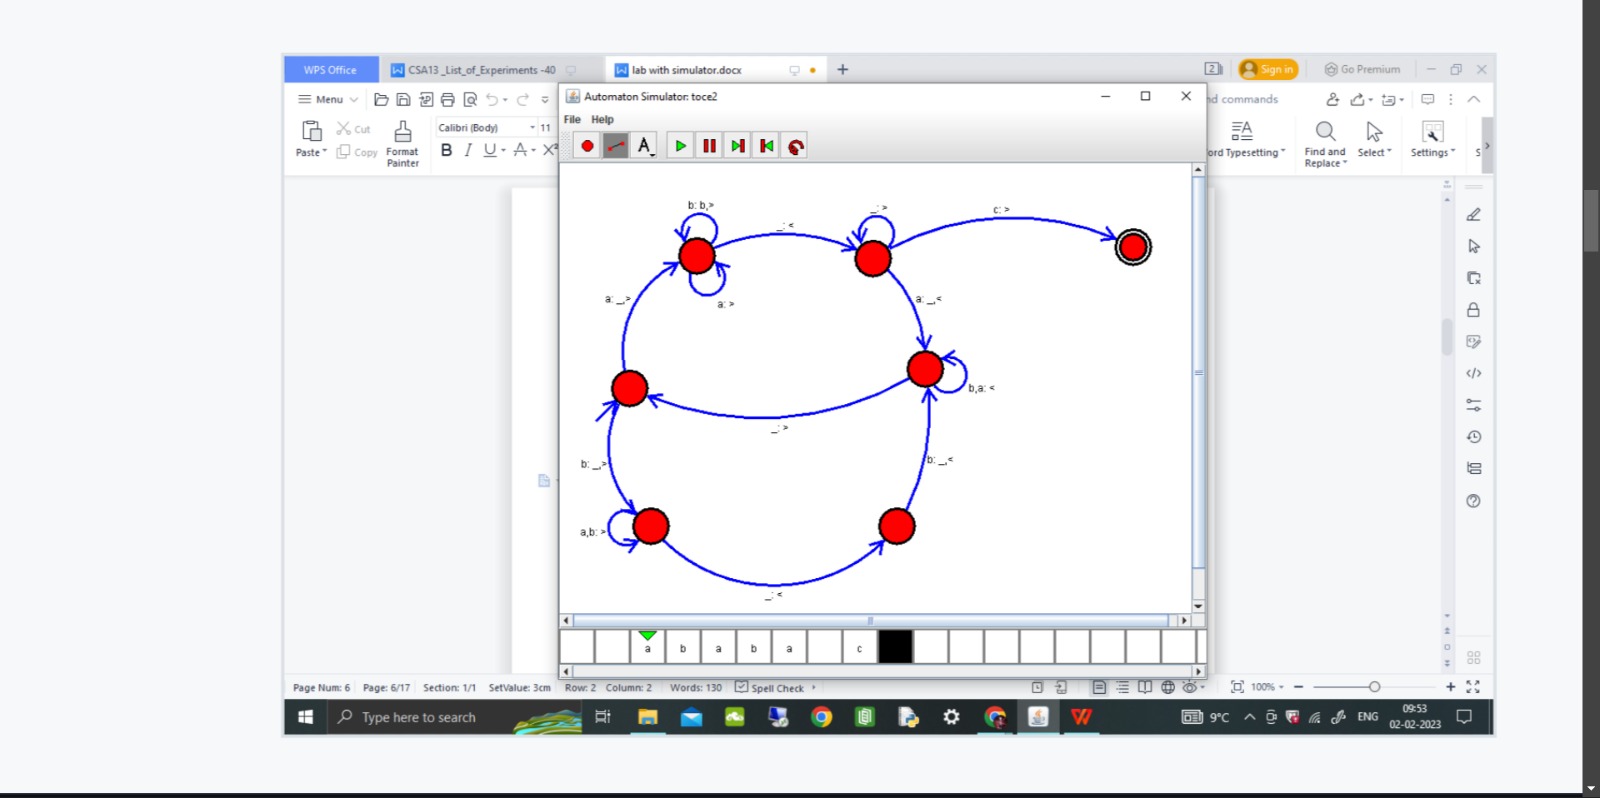 WPS Office
CSA13 _List_of_Experiments -40
lab with simulator.docx
+
2
Sign in
Go Premium
Menu
nd commands
Paste
Cut
Copy
Format
Painter
Calibri (Body)
11
B I U A X²
ord Typesetting
Find and
Replace
Select
Settings
S
Automaton Simulator: toce2
File Help
A
b: b,>
_: <
_: >
c: >
a: _,>
a: >
a: _,<
b,a: <
_: >
b: _,>
b: _,<
a,b: >
_: <
a b a b a c
Page Num: 6 Page: 6/17 Section: 1/1 SetValue: 3cm Row: 2 Column: 2 Words: 130 Spell Check
100%
Type here to search
9°C
ENG
09:53
02-02-2023